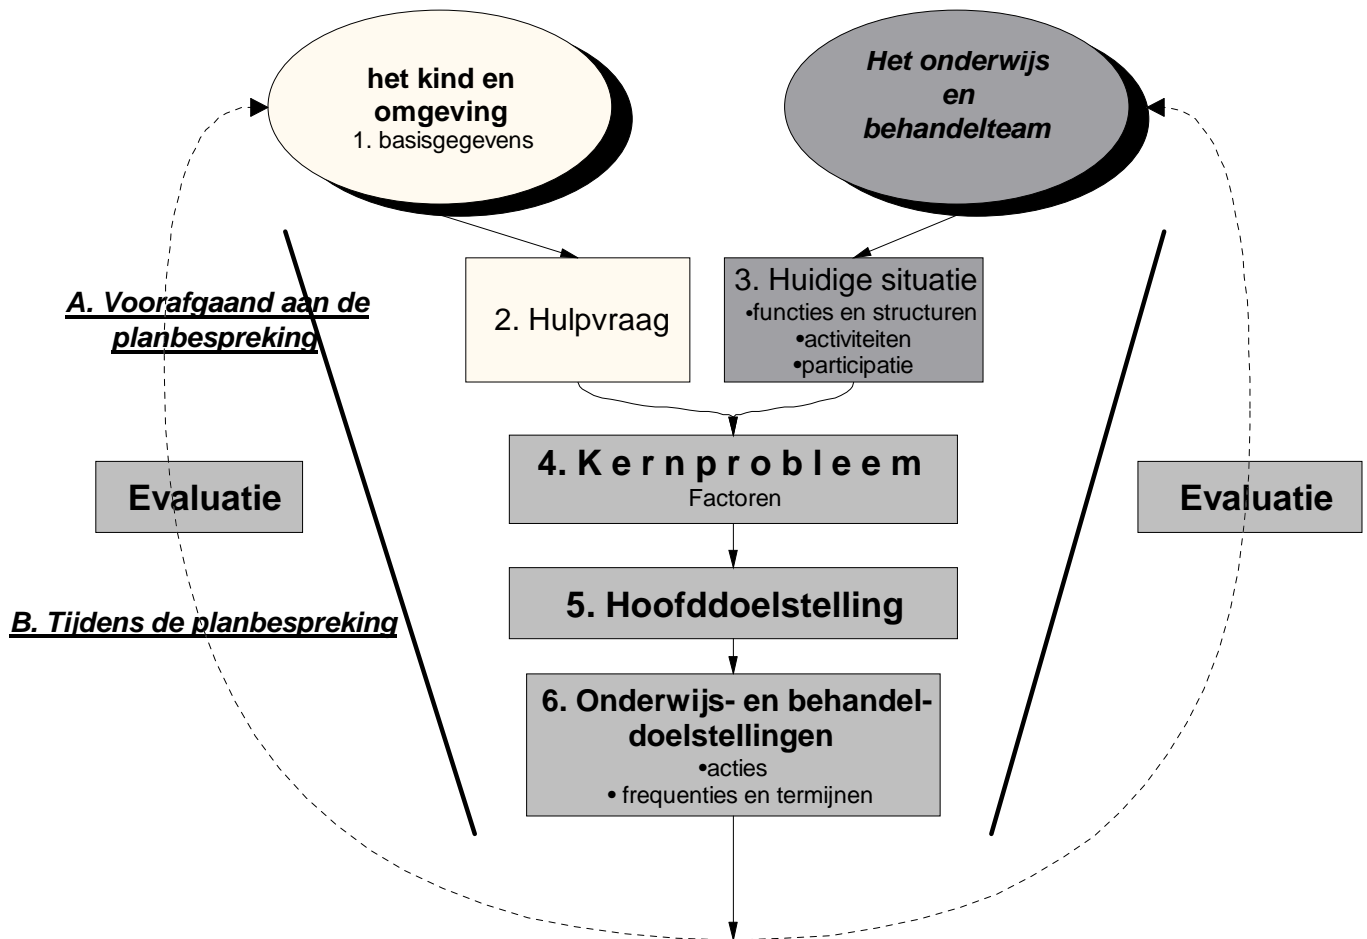 het kind en
omgeving
1. basisgegevens
Het onderwijs
en
behandelteam
2. Hulpvraag
3. Huidige situatie
•functies en structuren
•activiteiten
•participatie
A. Voorafgaand aan de
planbespreking
4. K e r n p r o b l e e m
Factoren
Evaluatie
Evaluatie
5. Hoofddoelstelling
B. Tijdens de planbespreking
6. Onderwijs- en behandel-
doelstellingen
•acties
• frequenties en termijnen